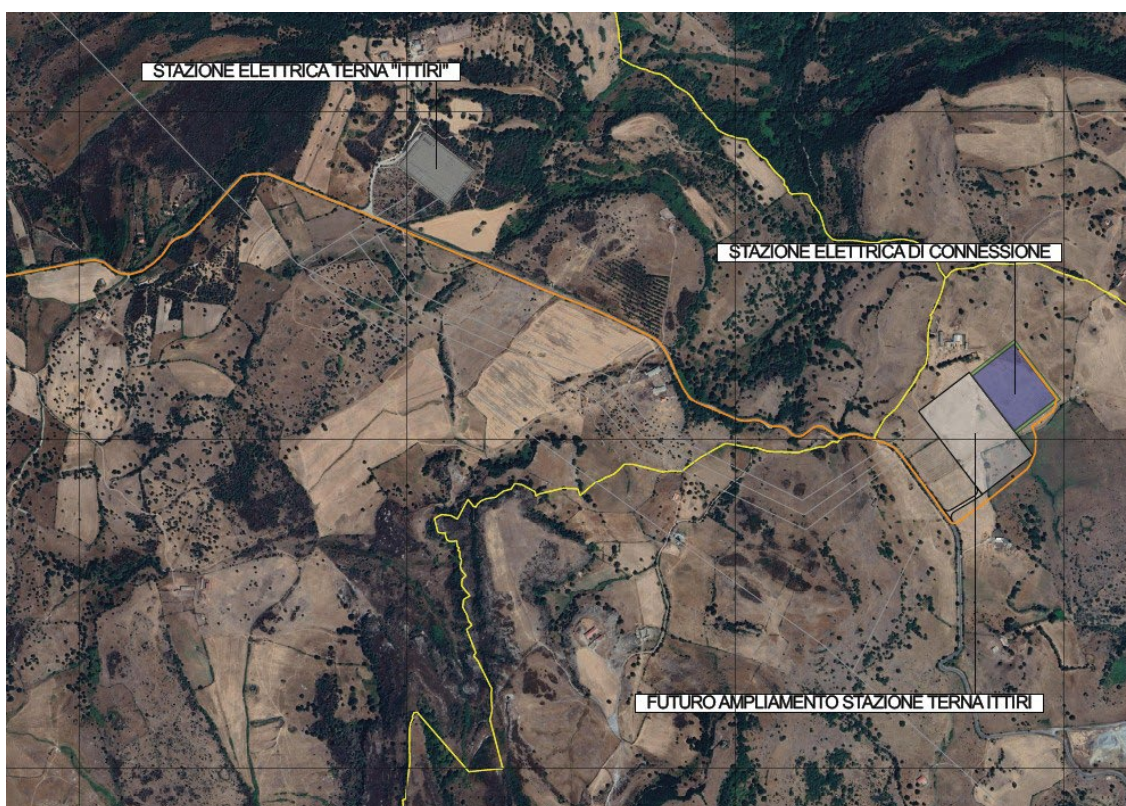 STAZIONE ELETTRICA TERNA "ITTIRI"
STAZIONE ELETTRICA DI CONNESSIONE
FUTURO AMPLIAMENTO STAZIONE TERNA ITTIRI